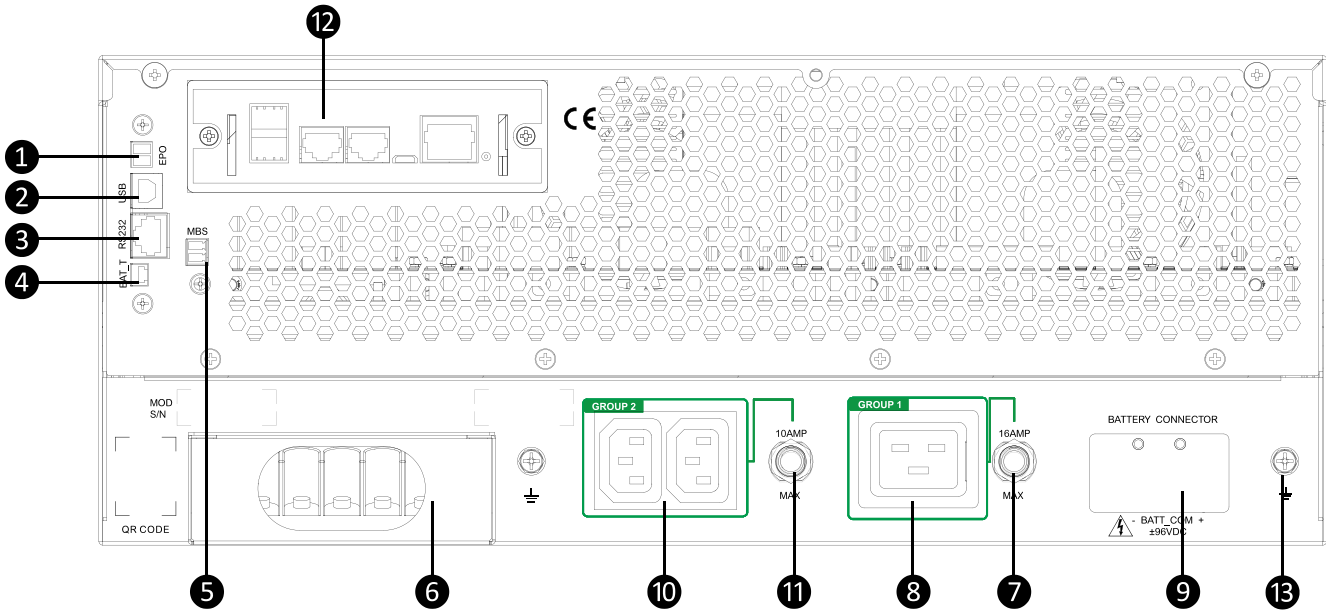 12
1
EPO
2
USB
3
RS232
4
BAT_T
MBS
CE
MOD
S/N
QR CODE
GROUP 2
10AMP
MAX
GROUP 1
16AMP
MAX
BATTERY CONNECTOR
- BATT_COM +
±96VDC
5
6
10
11
8
7
9
13